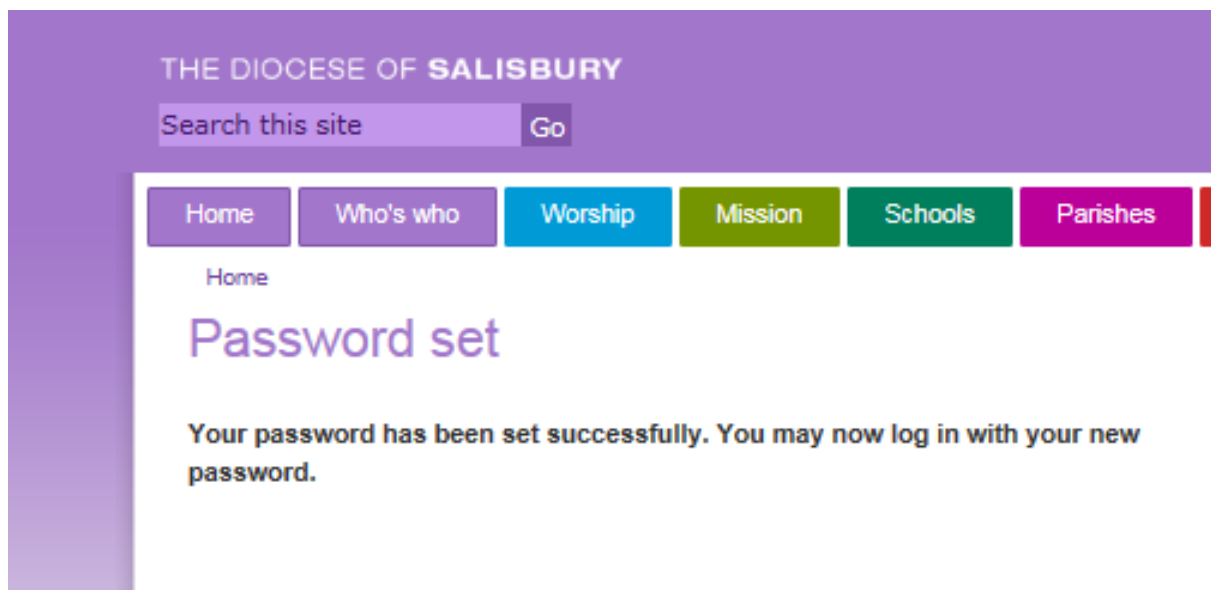 THE DIOCESE OF SALISBURY
Search this site Go
Home Who's who Worship Mission Schools Parishes
Home
Password set
Your password has been set successfully. You may now log in with your new
password.